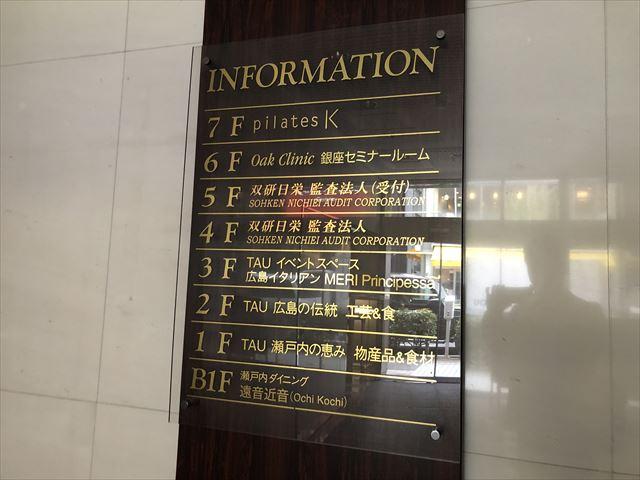 INFORMATION
7F pilates K
6F Oak Clinic 銀座セミナールーム
5F 双研日栄 監査法人(受付)
SOHKEN NICHIEI AUDIT CORPORATION
4F 双研日栄 監査法人
SOHKEN NICHIEI AUDIT CORPORATION
3F TAU イベントスペース
広島イタリアン MERI Principessa
2F TAU 広島の伝統 工芸&食
1F TAU 瀬戸内の恵み 物産品&食材
B1F 瀬戸内ダイニング
遠音近音(Ochi Kochi)